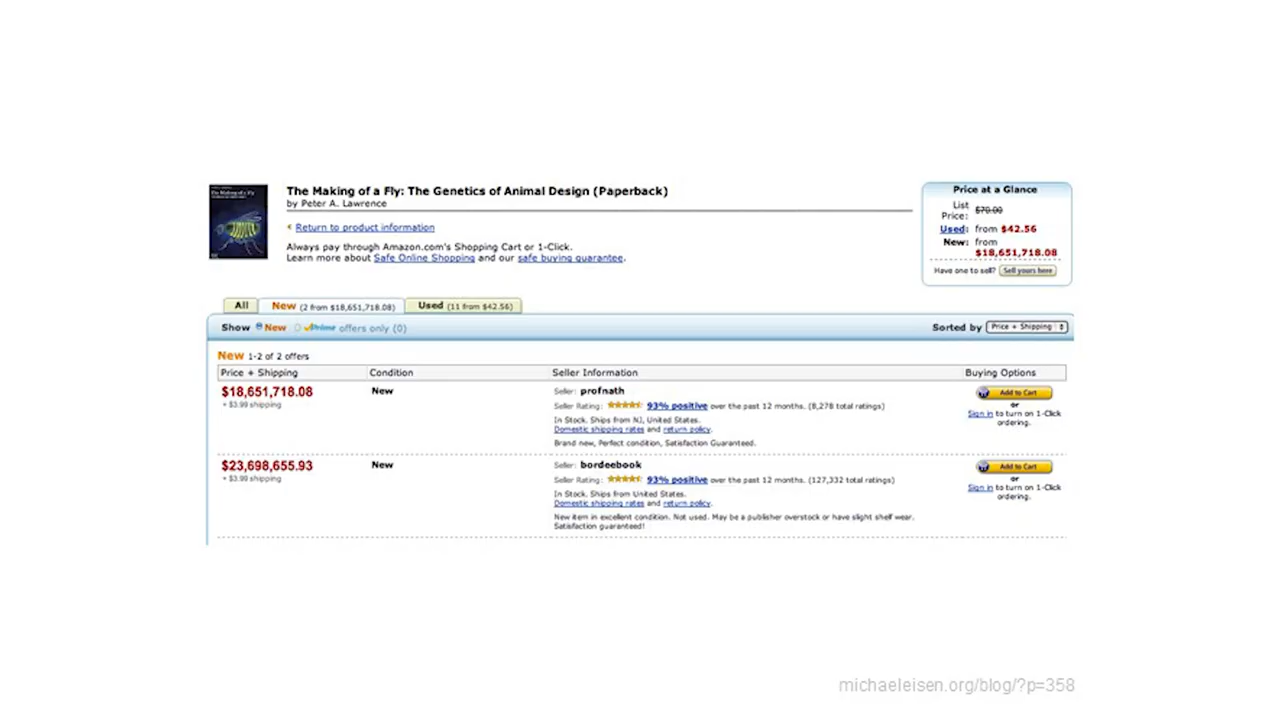 The Making of a Fly: The Genetics of Animal Design (Paperback)
by Peter A. Lawrence
Return to product information
Always pay through Amazon.com's Shopping Cart or 1-Click.
Learn more about Safe Online Shopping and our safe buying guarantee.
Price at a Glance
List Price: $70.00
Used: from $42.56
New: from $18,651,718.08
Have one to sell? Sell yours here
All New (2 from $18,651,718.08) Used (11 from $42.56)
Show New Prime offers only (0) Sorted by Price + Shipping
New 1-2 of 2 offers
Price + Shipping Condition Seller Information Buying Options
$18,651,718.08 New Seller: profnath Add to Cart
+ $3.99 shipping
Seller Rating: 93% positive over the past 12 months. (8,278 total ratings)
or
Sign in to turn on 1-Click ordering.
In Stock. Ships from NJ, United States.
Domestic shipping rates and return policy.
Brand new, Perfect condition, Satisfaction Guaranteed.
$23,698,655.93 New Seller: bordeebook Add to Cart
+ $3.99 shipping
Seller Rating: 93% positive over the past 12 months. (127,332 total ratings)
or
Sign in to turn on 1-Click ordering.
In Stock. Ships from United States.
Domestic shipping rates and return policy.
New item in excellent condition. Not used. May be a publisher overstock or have slight shelf wear.
Satisfaction guaranteed!
michaeleisen.org/blog/?p=358